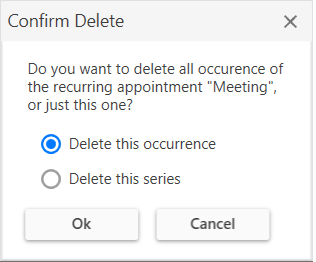 Confirm Delete
Do you want to delete all occurence of
the recurring appointment "Meeting",
or just this one?
Delete this occurrence
Delete this series
Ok
Cancel